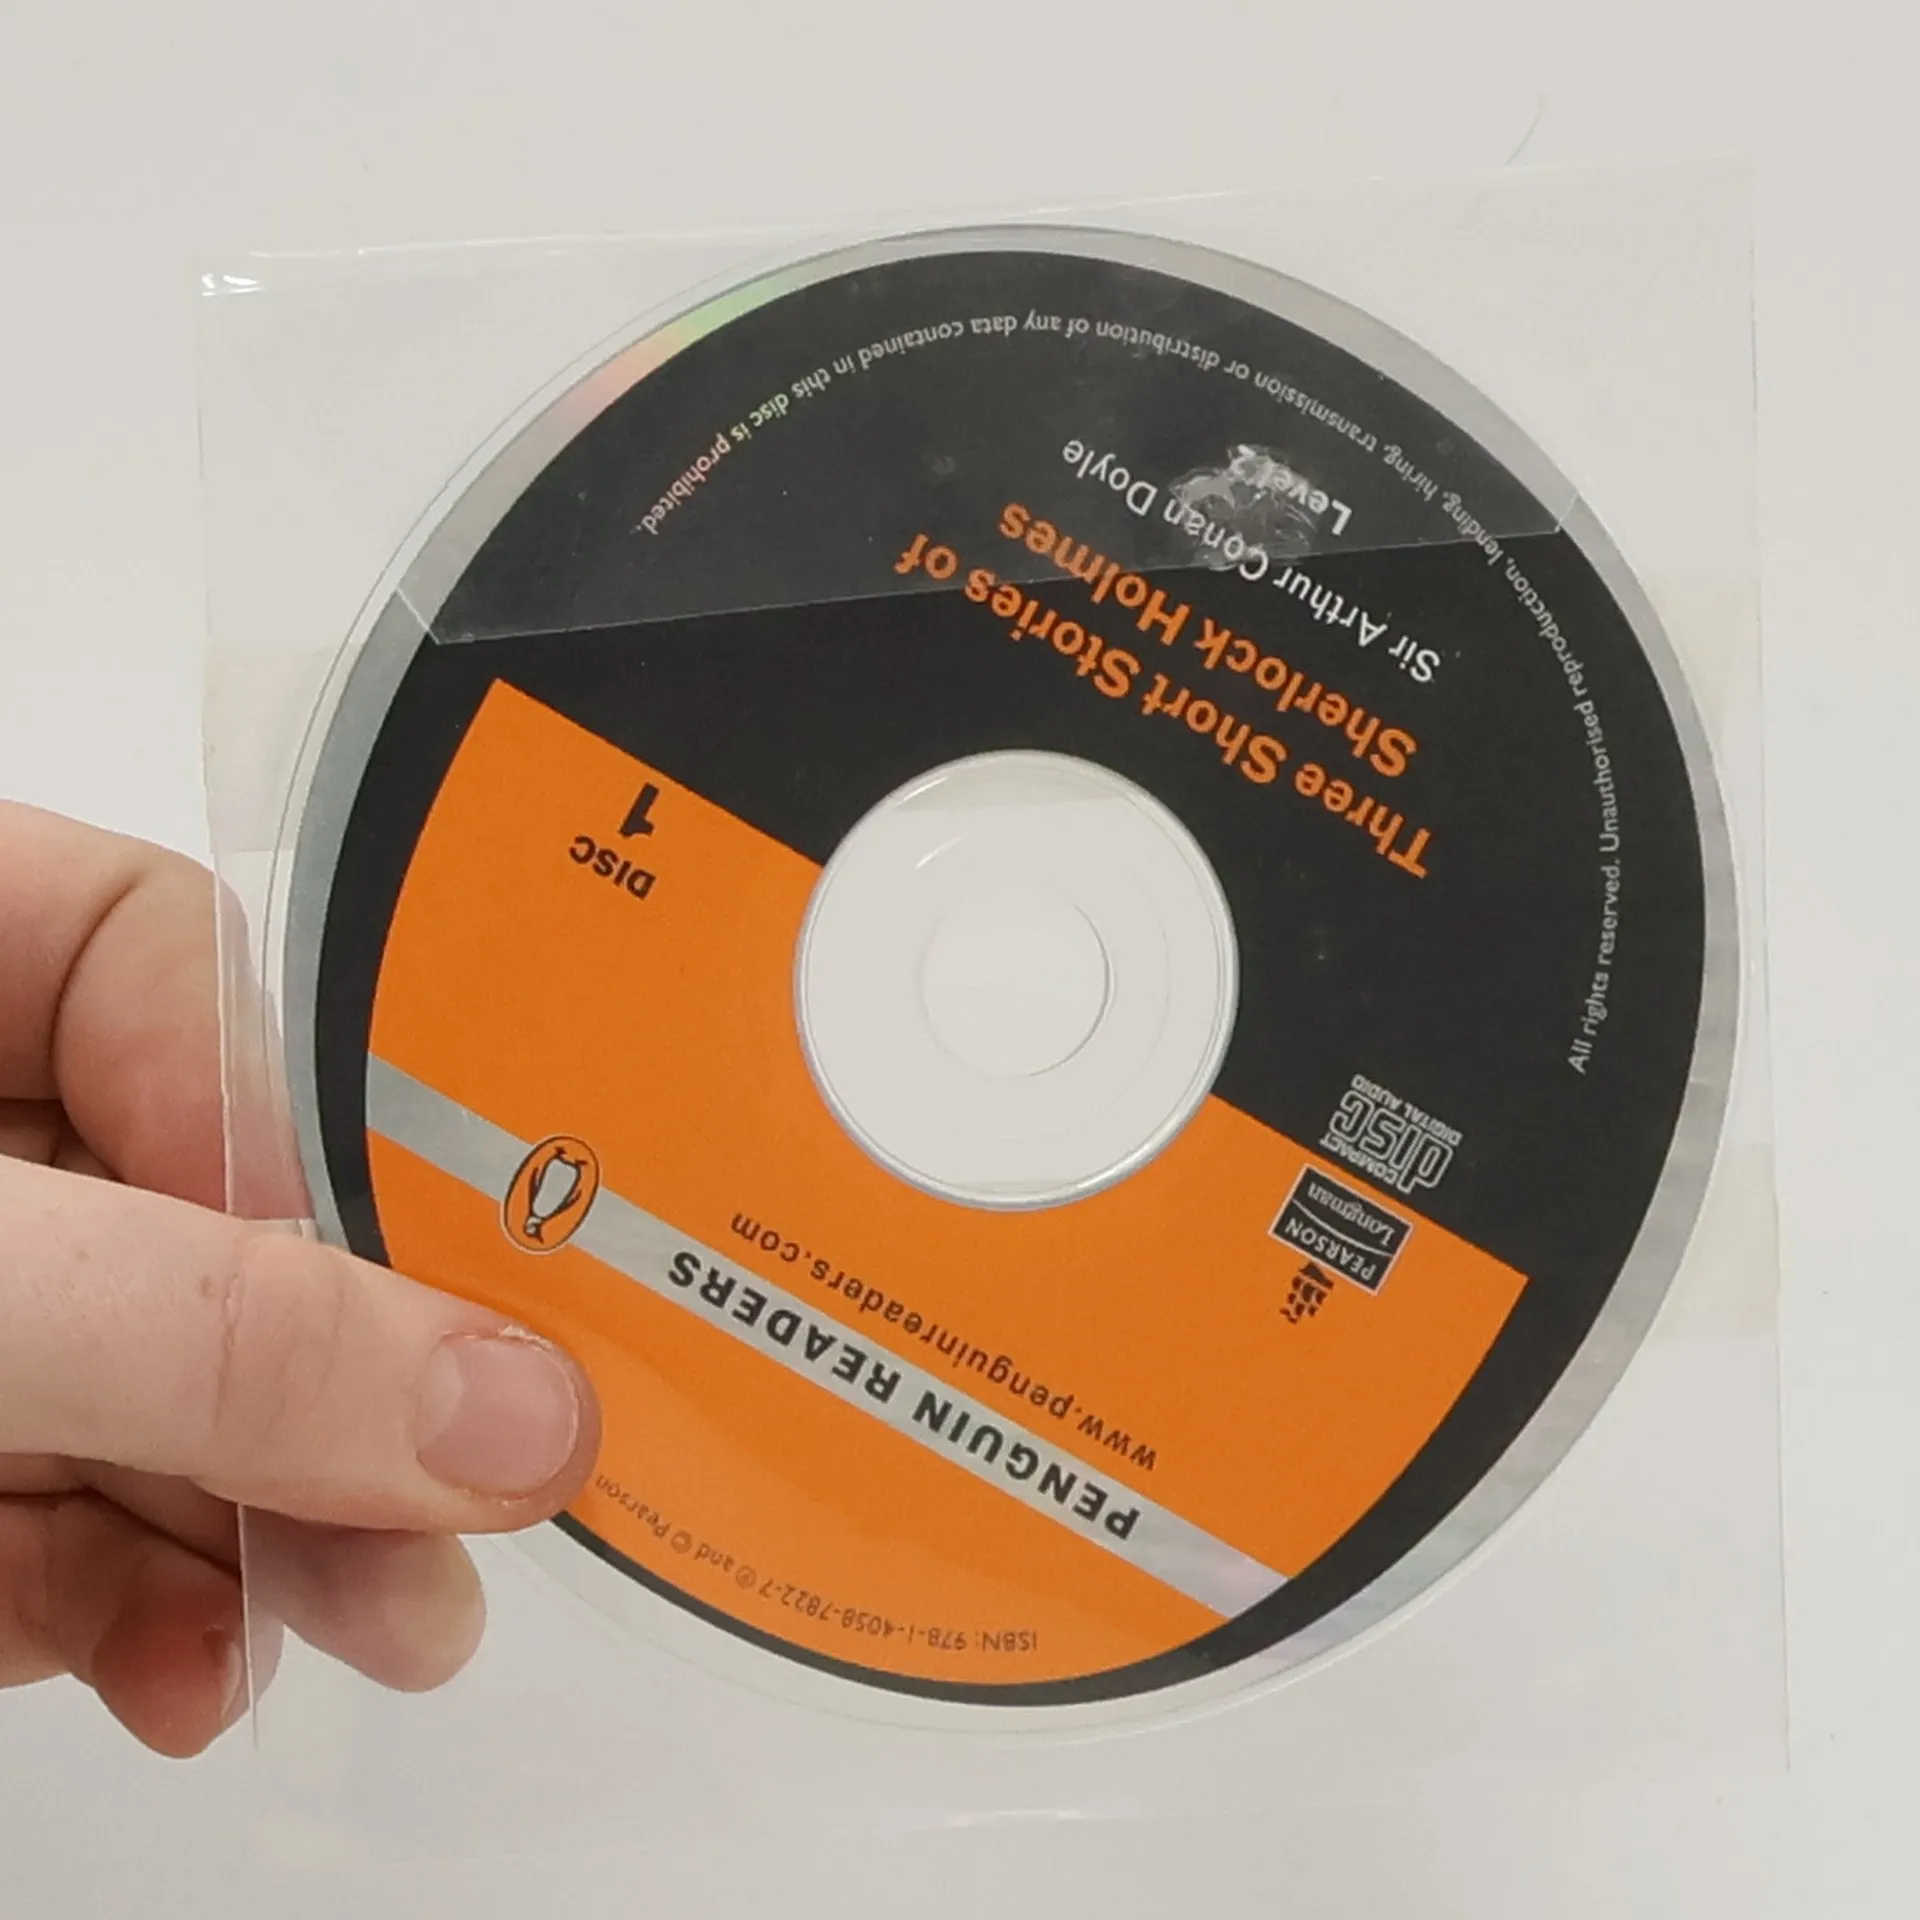 PENGUIN READERS
www.penguinreaders.com
PEARSON
Longman
COMPACT
disc
DIGITAL AUDIO
DISC
1
Three Short Stories of
Sherlock Holmes
Sir Arthur Conan Doyle
Level 2
ISBN: 978-1-4058-7822-7 ℗ and © Pearson
All rights reserved. Unauthorised reproduction, lending, hiring, transmission or distribution of any data contained in this disc is prohibited.